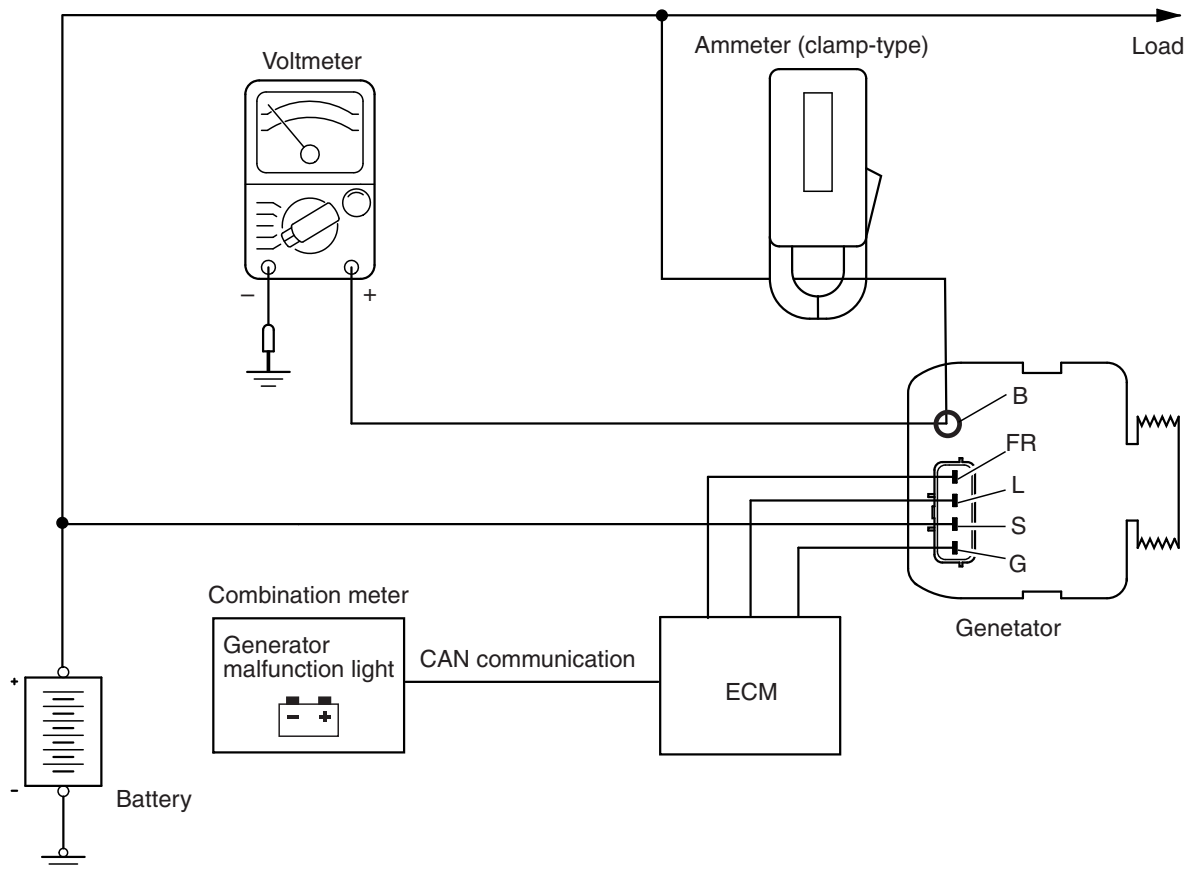 Load
Ammeter (clamp-type)
Voltmeter
– +
B
FR
L
S
G
Genetator
Combination meter
Generator
malfunction light
CAN communication
ECM
– +
+
-
Battery